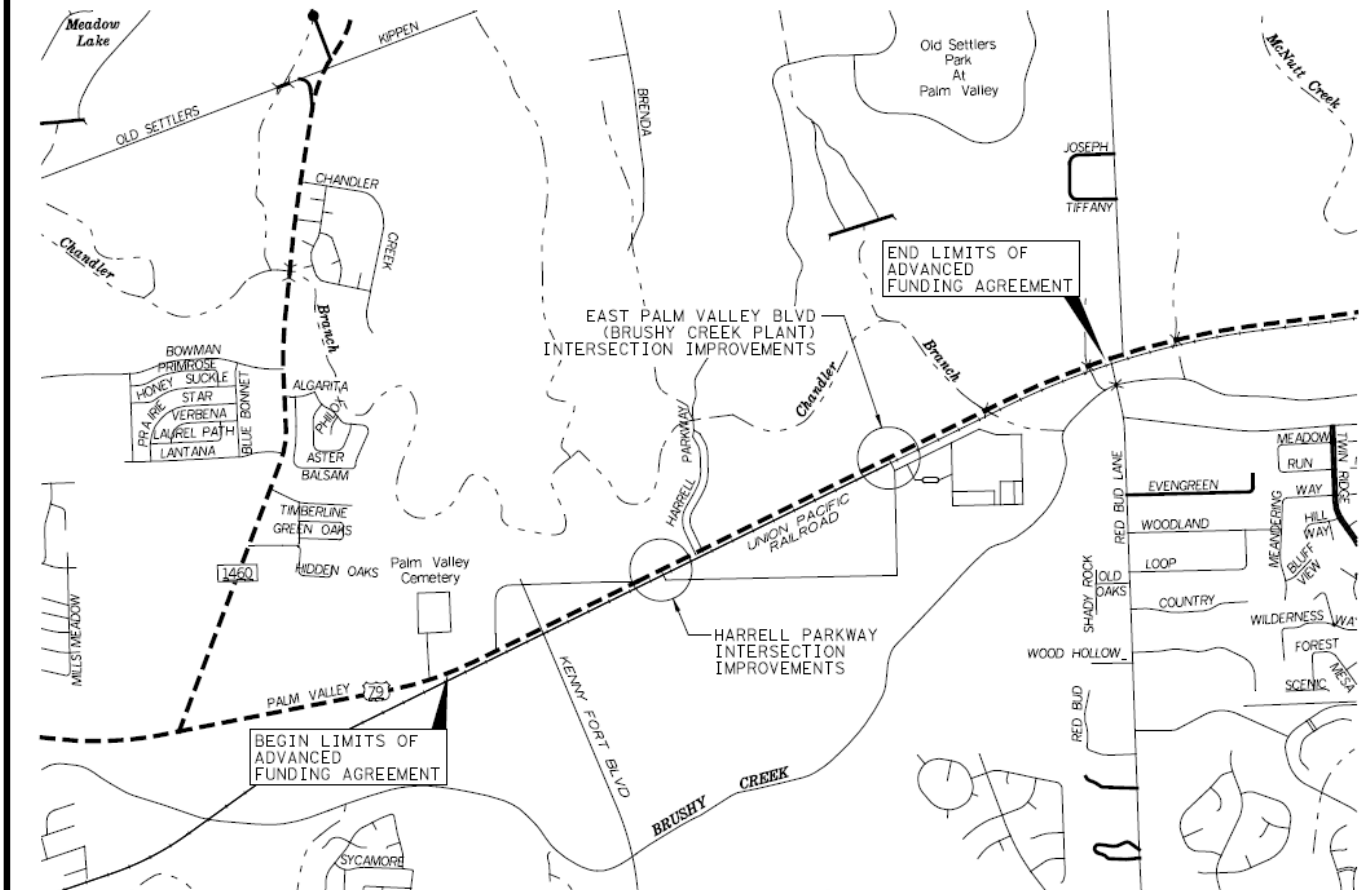 Meadow
Lake
KIPPEN
OLD SETTLERS
BRENDA
Old Settlers
Park
At
Palm Valley
McNutt Creek
JOSEPH
TIFFANY
CHANDLER
CREEK
Chandler
Branch
END LIMITS OF
ADVANCED
FUNDING AGREEMENT
EAST PALM VALLEY BLVD
(BRUSHY CREEK PLANT)
INTERSECTION IMPROVEMENTS
Chandler
Branch
BOWMAN
PRIMROSE
HONEY SUCKLE
STAR
PRAIRIE
VERBENA
LAUREL PATH
LANTANA
BLUE BONNET
ALGARITA
PHLOX
ASTER
BALSAM
TIMBERLINE
GREEN OAKS
HIDDEN OAKS
1460
Palm Valley
Cemetery
HARRELL PARKWAY
UNION PACIFIC
RAILROAD
RED BUD LANE
MEADOW
RUN
TWIN RIDGE
EVENGREEN
WAY
WOODLAND
MEANDERING
HILL
WAY
BLUFF
VIEW
LOOP
OLD
OAKS
SHADY ROCK
COUNTRY
WILDERNESS WAY
FOREST
MESA
SCENIC
WOOD HOLLOW
RED BUD
MILLS MEADOW
HARRELL PARKWAY
INTERSECTION
IMPROVEMENTS
PALM VALLEY 79
KENNY FORT BLVD
BEGIN LIMITS OF
ADVANCED
FUNDING AGREEMENT
BRUSHY CREEK
SYCAMORE